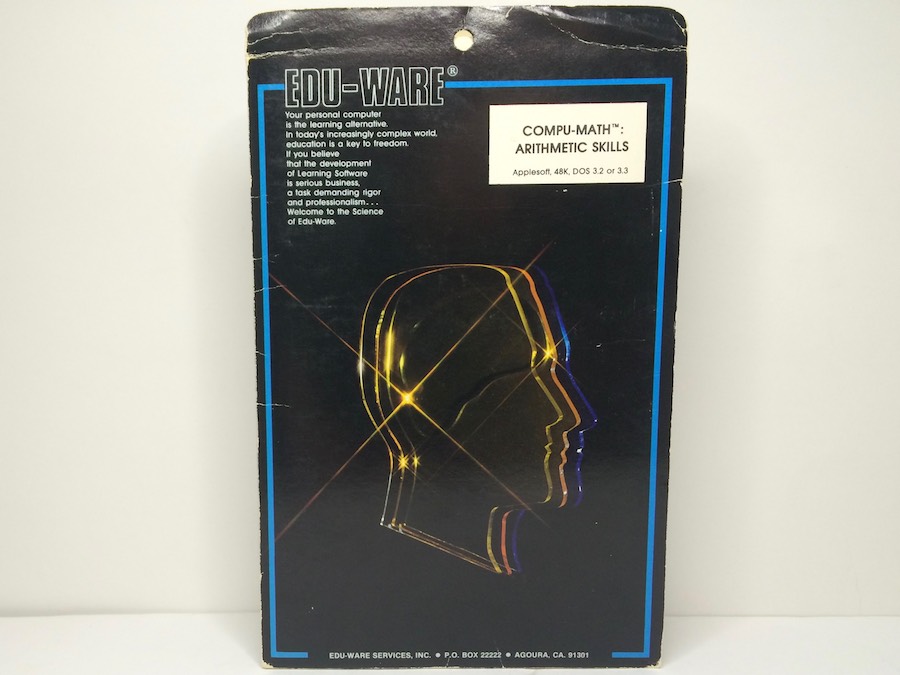 EDU-WARE®
Your personal computer
is the learning alternative.
In today's increasingly complex world,
education is a key to freedom.
If you believe
that the development
of Learning Software
is serious business,
a task demanding rigor
and professionalism...
Welcome to the Science
of Edu-Ware.
COMPU-MATH™:
ARITHMETIC SKILLS
Applesoft, 48K, DOS 3.2 or 3.3
EDU-WARE SERVICES, INC. ● P.O. BOX 22222 ● AGOURA, CA. 91301